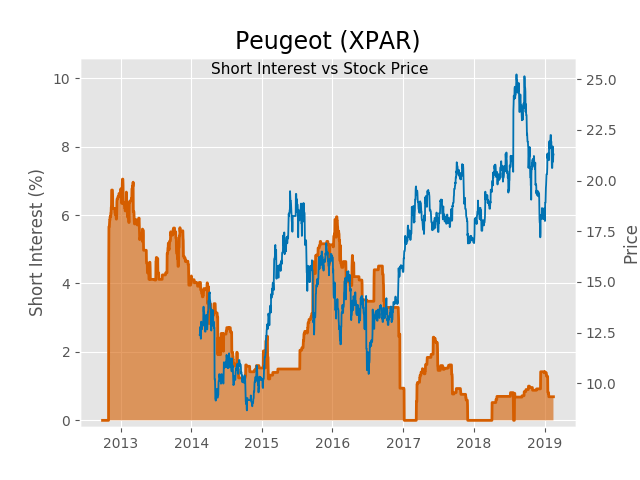 Peugeot (XPAR)
Short Interest vs Stock Price
10
8
6
4
2
0
Short Interest (%)
25.0
22.5
20.0
17.5
15.0
12.5
10.0
Price
2013 2014 2015 2016 2017 2018 2019